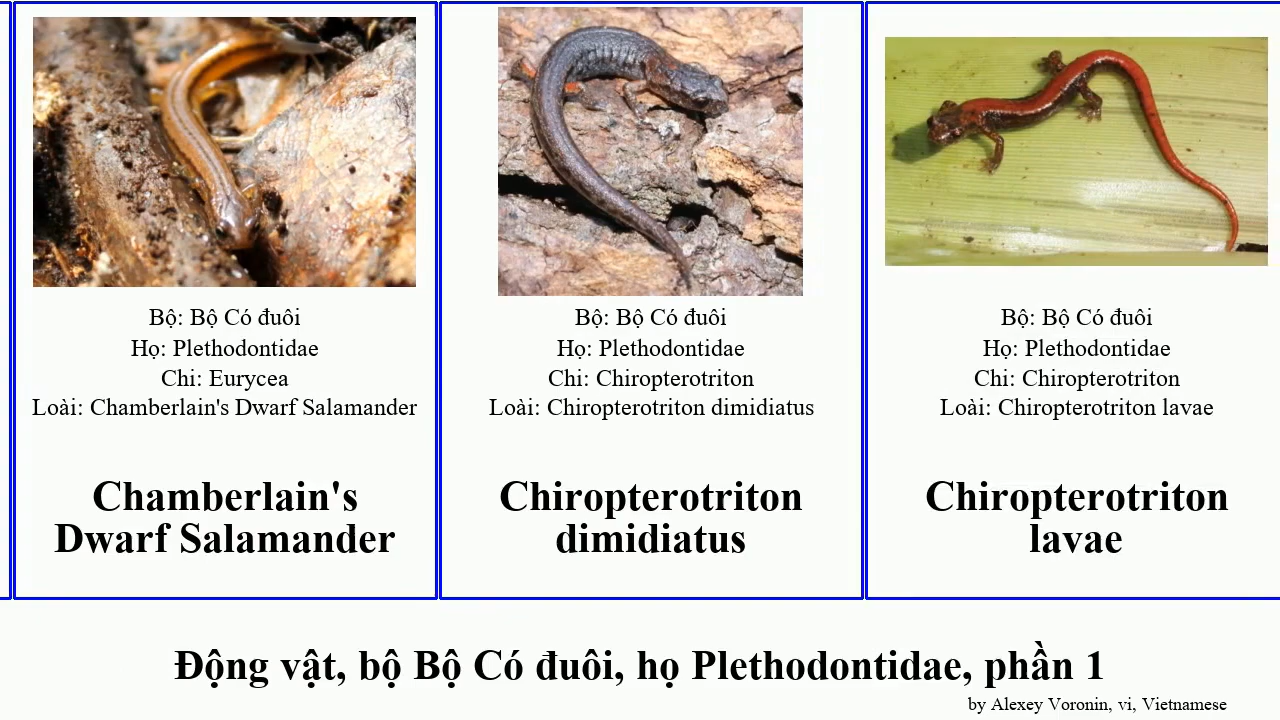 Bộ: Bộ Có đuôi
Họ: Plethodontidae
Chi: Eurycea
Loài: Chamberlain's Dwarf Salamander
Chamberlain's
Dwarf Salamander
Bộ: Bộ Có đuôi
Họ: Plethodontidae
Chi: Chiropterotriton
Loài: Chiropterotriton dimidiatus
Chiropterotriton
dimidiatus
Bộ: Bộ Có đuôi
Họ: Plethodontidae
Chi: Chiropterotriton
Loài: Chiropterotriton lavae
Chiropterotriton
lavae
Động vật, bộ Bộ Có đuôi, họ Plethodontidae, phần 1
by Alexey Voronin, vi, Vietnamese